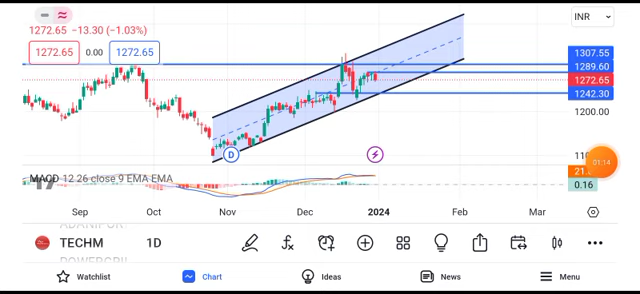 INR
1272.65 −13.30 (−1.03%)
1272.65 0.00 1272.65
1307.55
1289.60
1272.65
1242.30
1200.00
D
01:14
MACD 12 26 close 9 EMA EMA
0.16
Sep Oct Nov Dec 2024 Feb Mar
TECHM 1D
Watchlist Chart Ideas News Menu